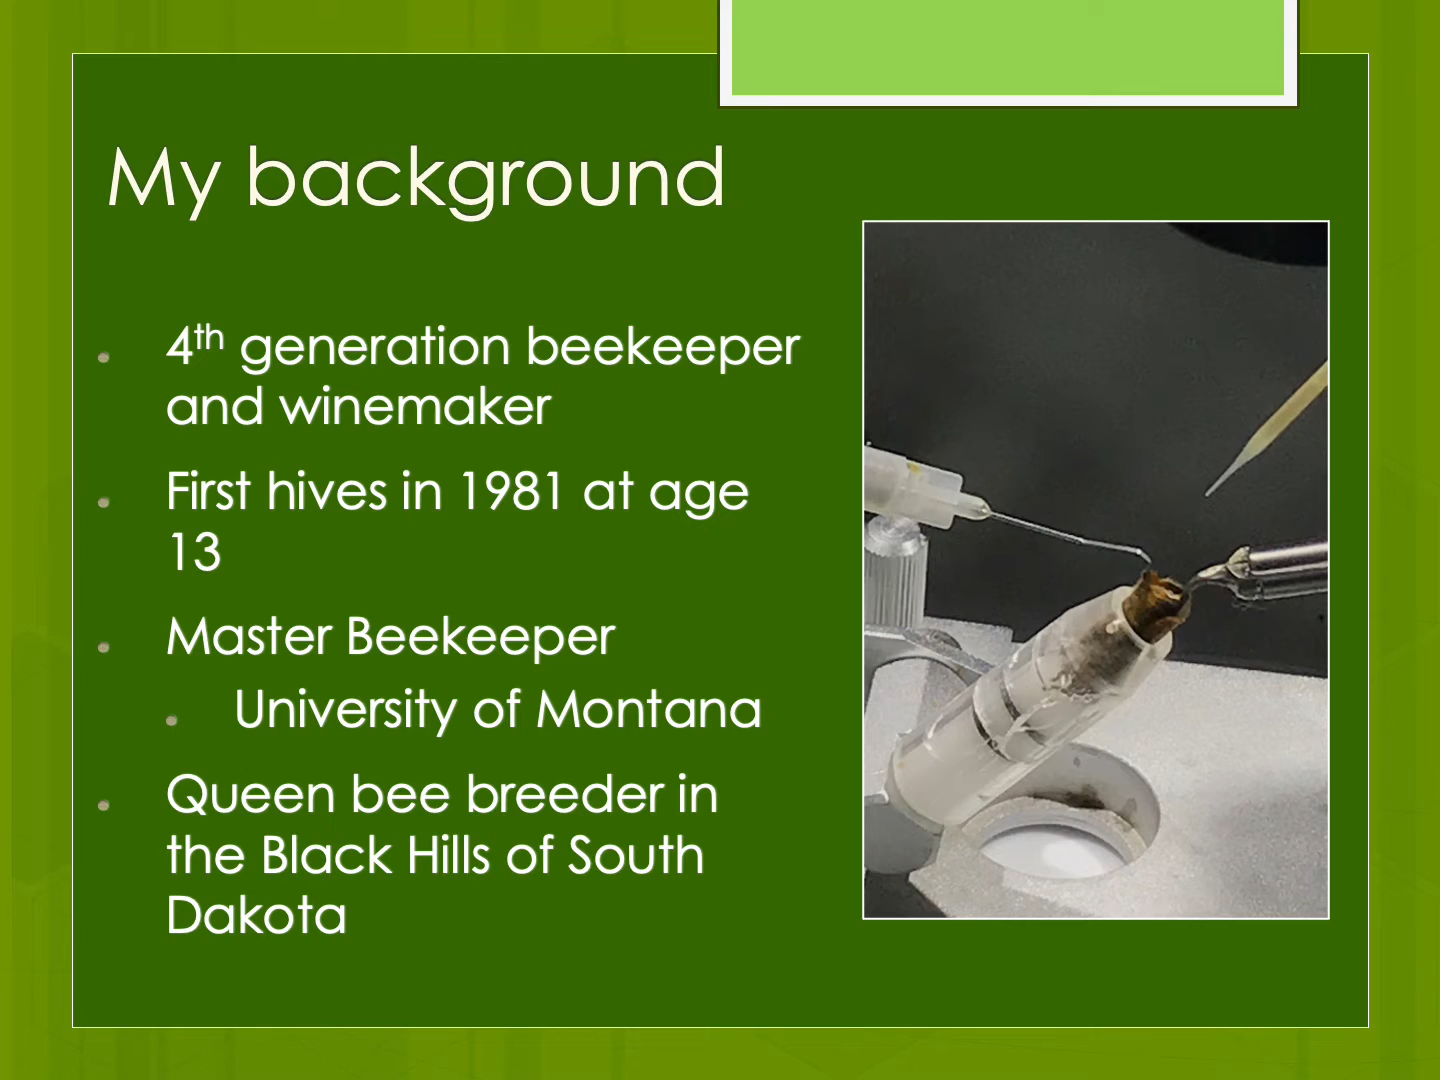 My background
4th generation beekeeper
and winemaker
First hives in 1981 at age
13
Master Beekeeper
University of Montana
Queen bee breeder in
the Black Hills of South
Dakota